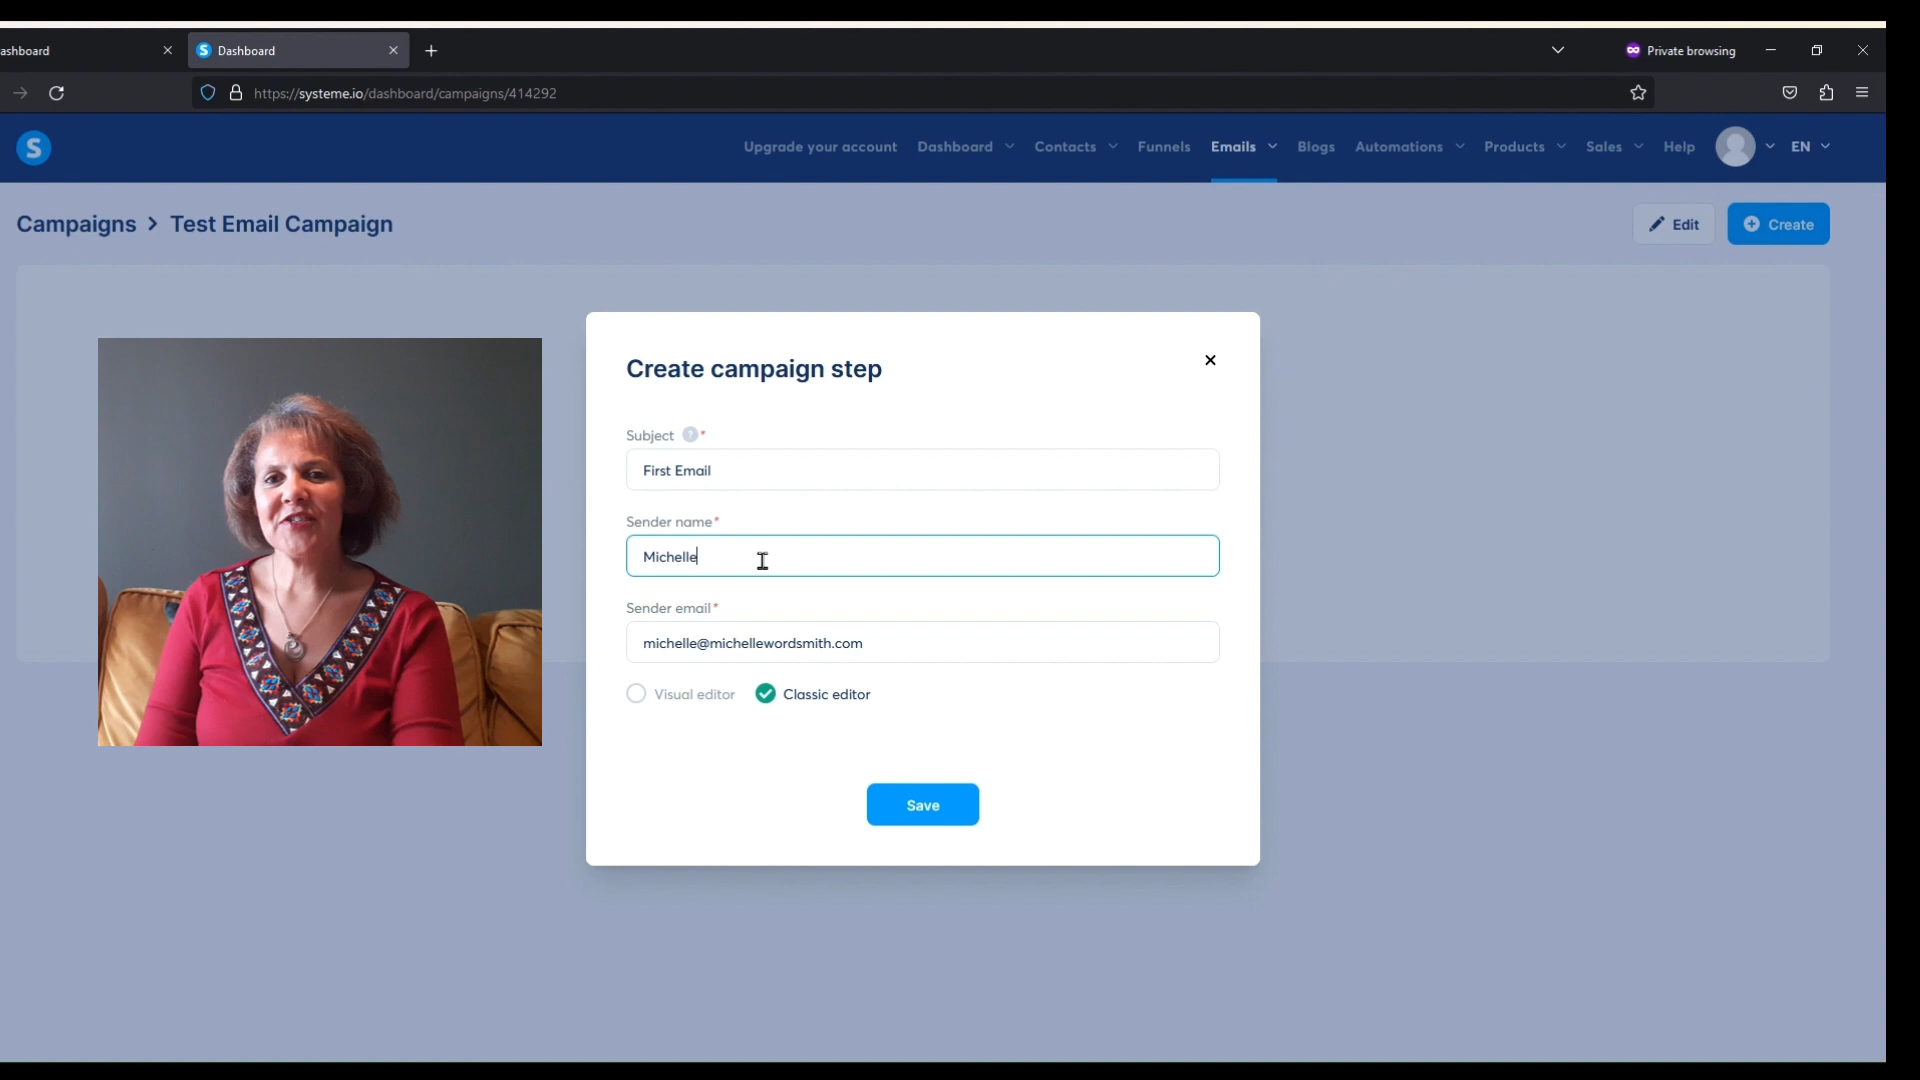 ashboard
Dashboard
Private browsing
https://systeme.io/dashboard/campaigns/414292
S
Upgrade your account Dashboard Contacts Funnels Emails Blogs Automations Products Sales Help EN
Campaigns > Test Email Campaign
Edit
Create
Create campaign step
Subject ? *
First Email
Sender name*
Michelle
Sender email*
michelle@michellewordsmith.com
Visual editor Classic editor
Save